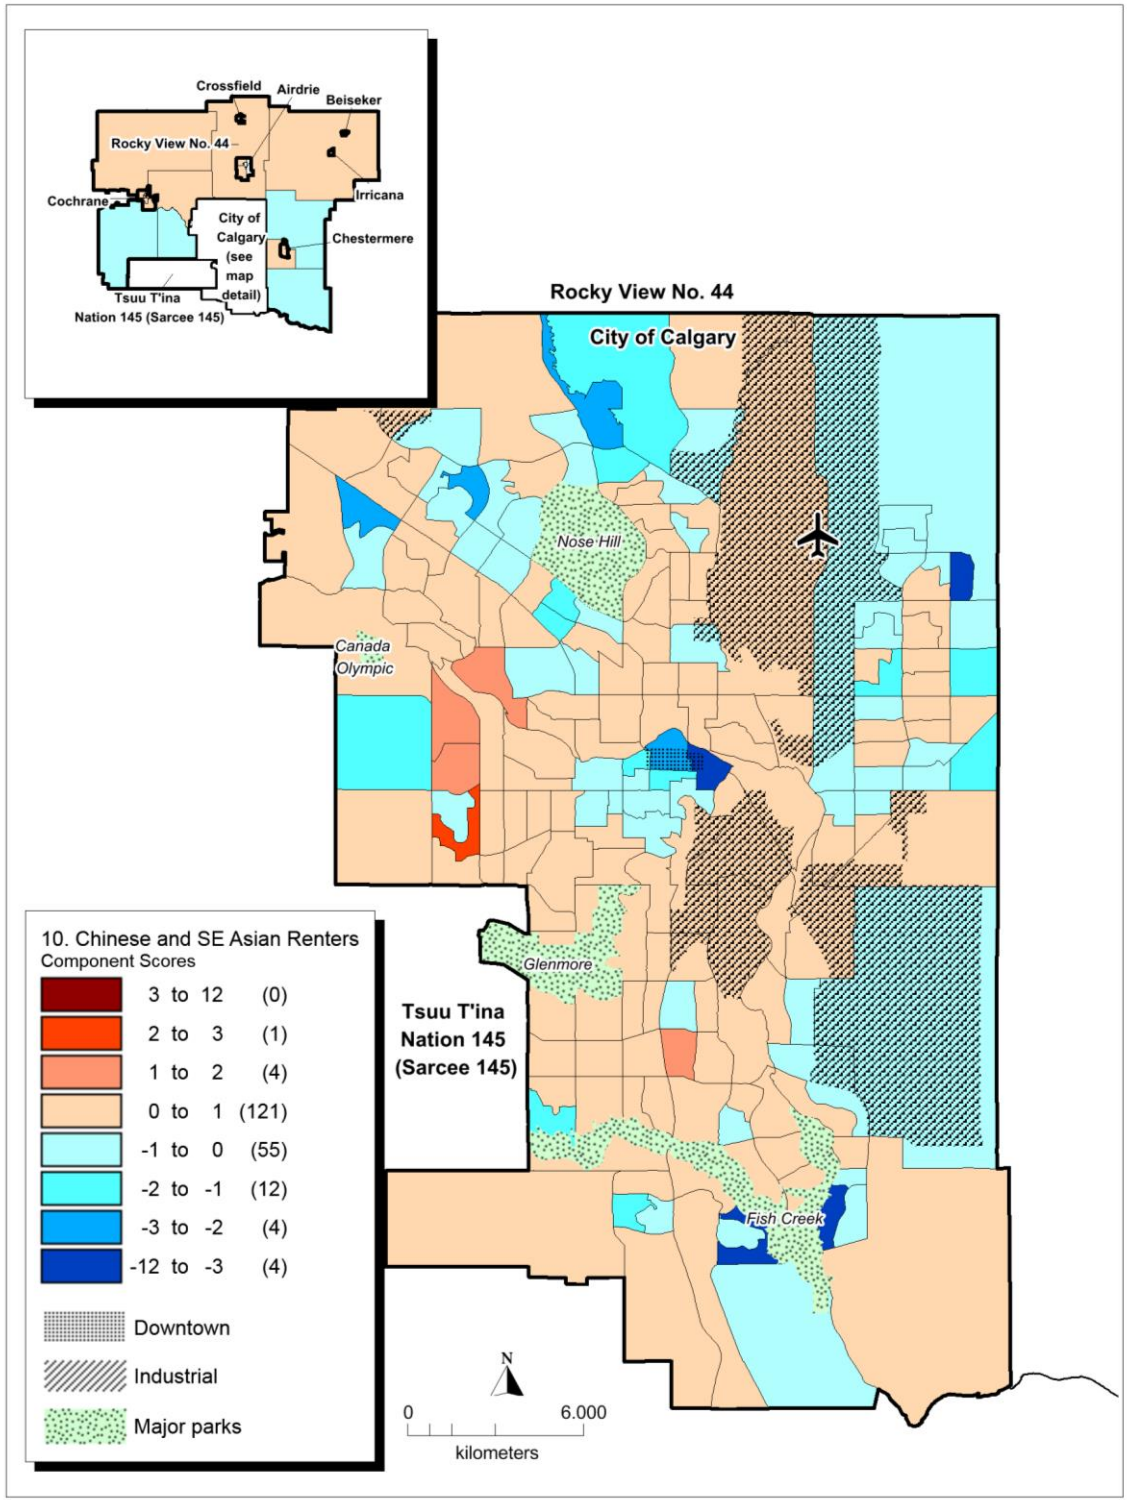 Crossfield
Airdrie
Beiseker
Rocky View No. 44
Cochrane
Irricana
City of
Calgary
(see
map
detail)
Chestermere
Tsuu T'ina
Nation 145 (Sarcee 145)
Rocky View No. 44
City of Calgary
Nose Hill
Canada
Olympic
Glenmore
Tsuu T'ina
Nation 145
(Sarcee 145)
Fish Creek
10. Chinese and SE Asian Renters
Component Scores
3 to 12 (0)
2 to 3 (1)
1 to 2 (4)
0 to 1 (121)
-1 to 0 (55)
-2 to -1 (12)
-3 to -2 (4)
-12 to -3 (4)
Downtown
Industrial
Major parks
N
0 6.000
kilometers